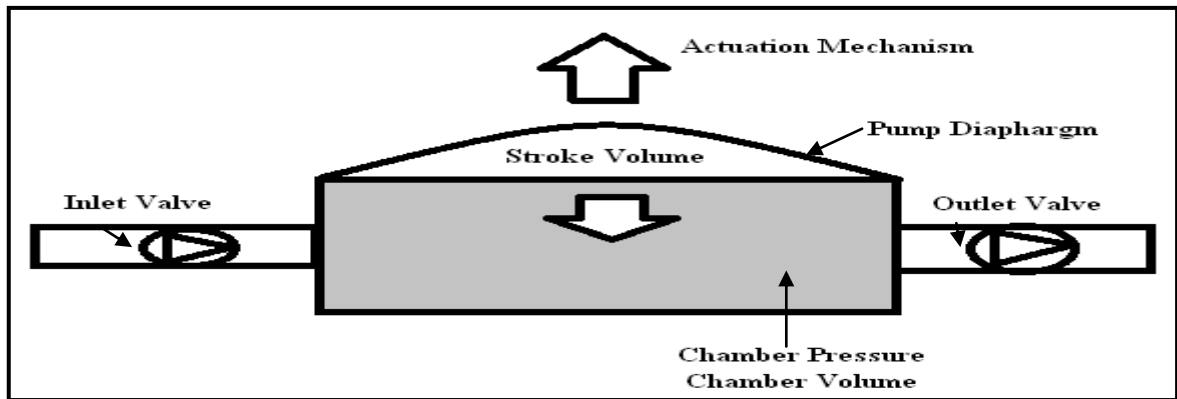 Actuation Mechanism
Pump Diaphargm
Stroke Volume
Inlet Valve
Outlet Valve
Chamber Pressure
Chamber Volume